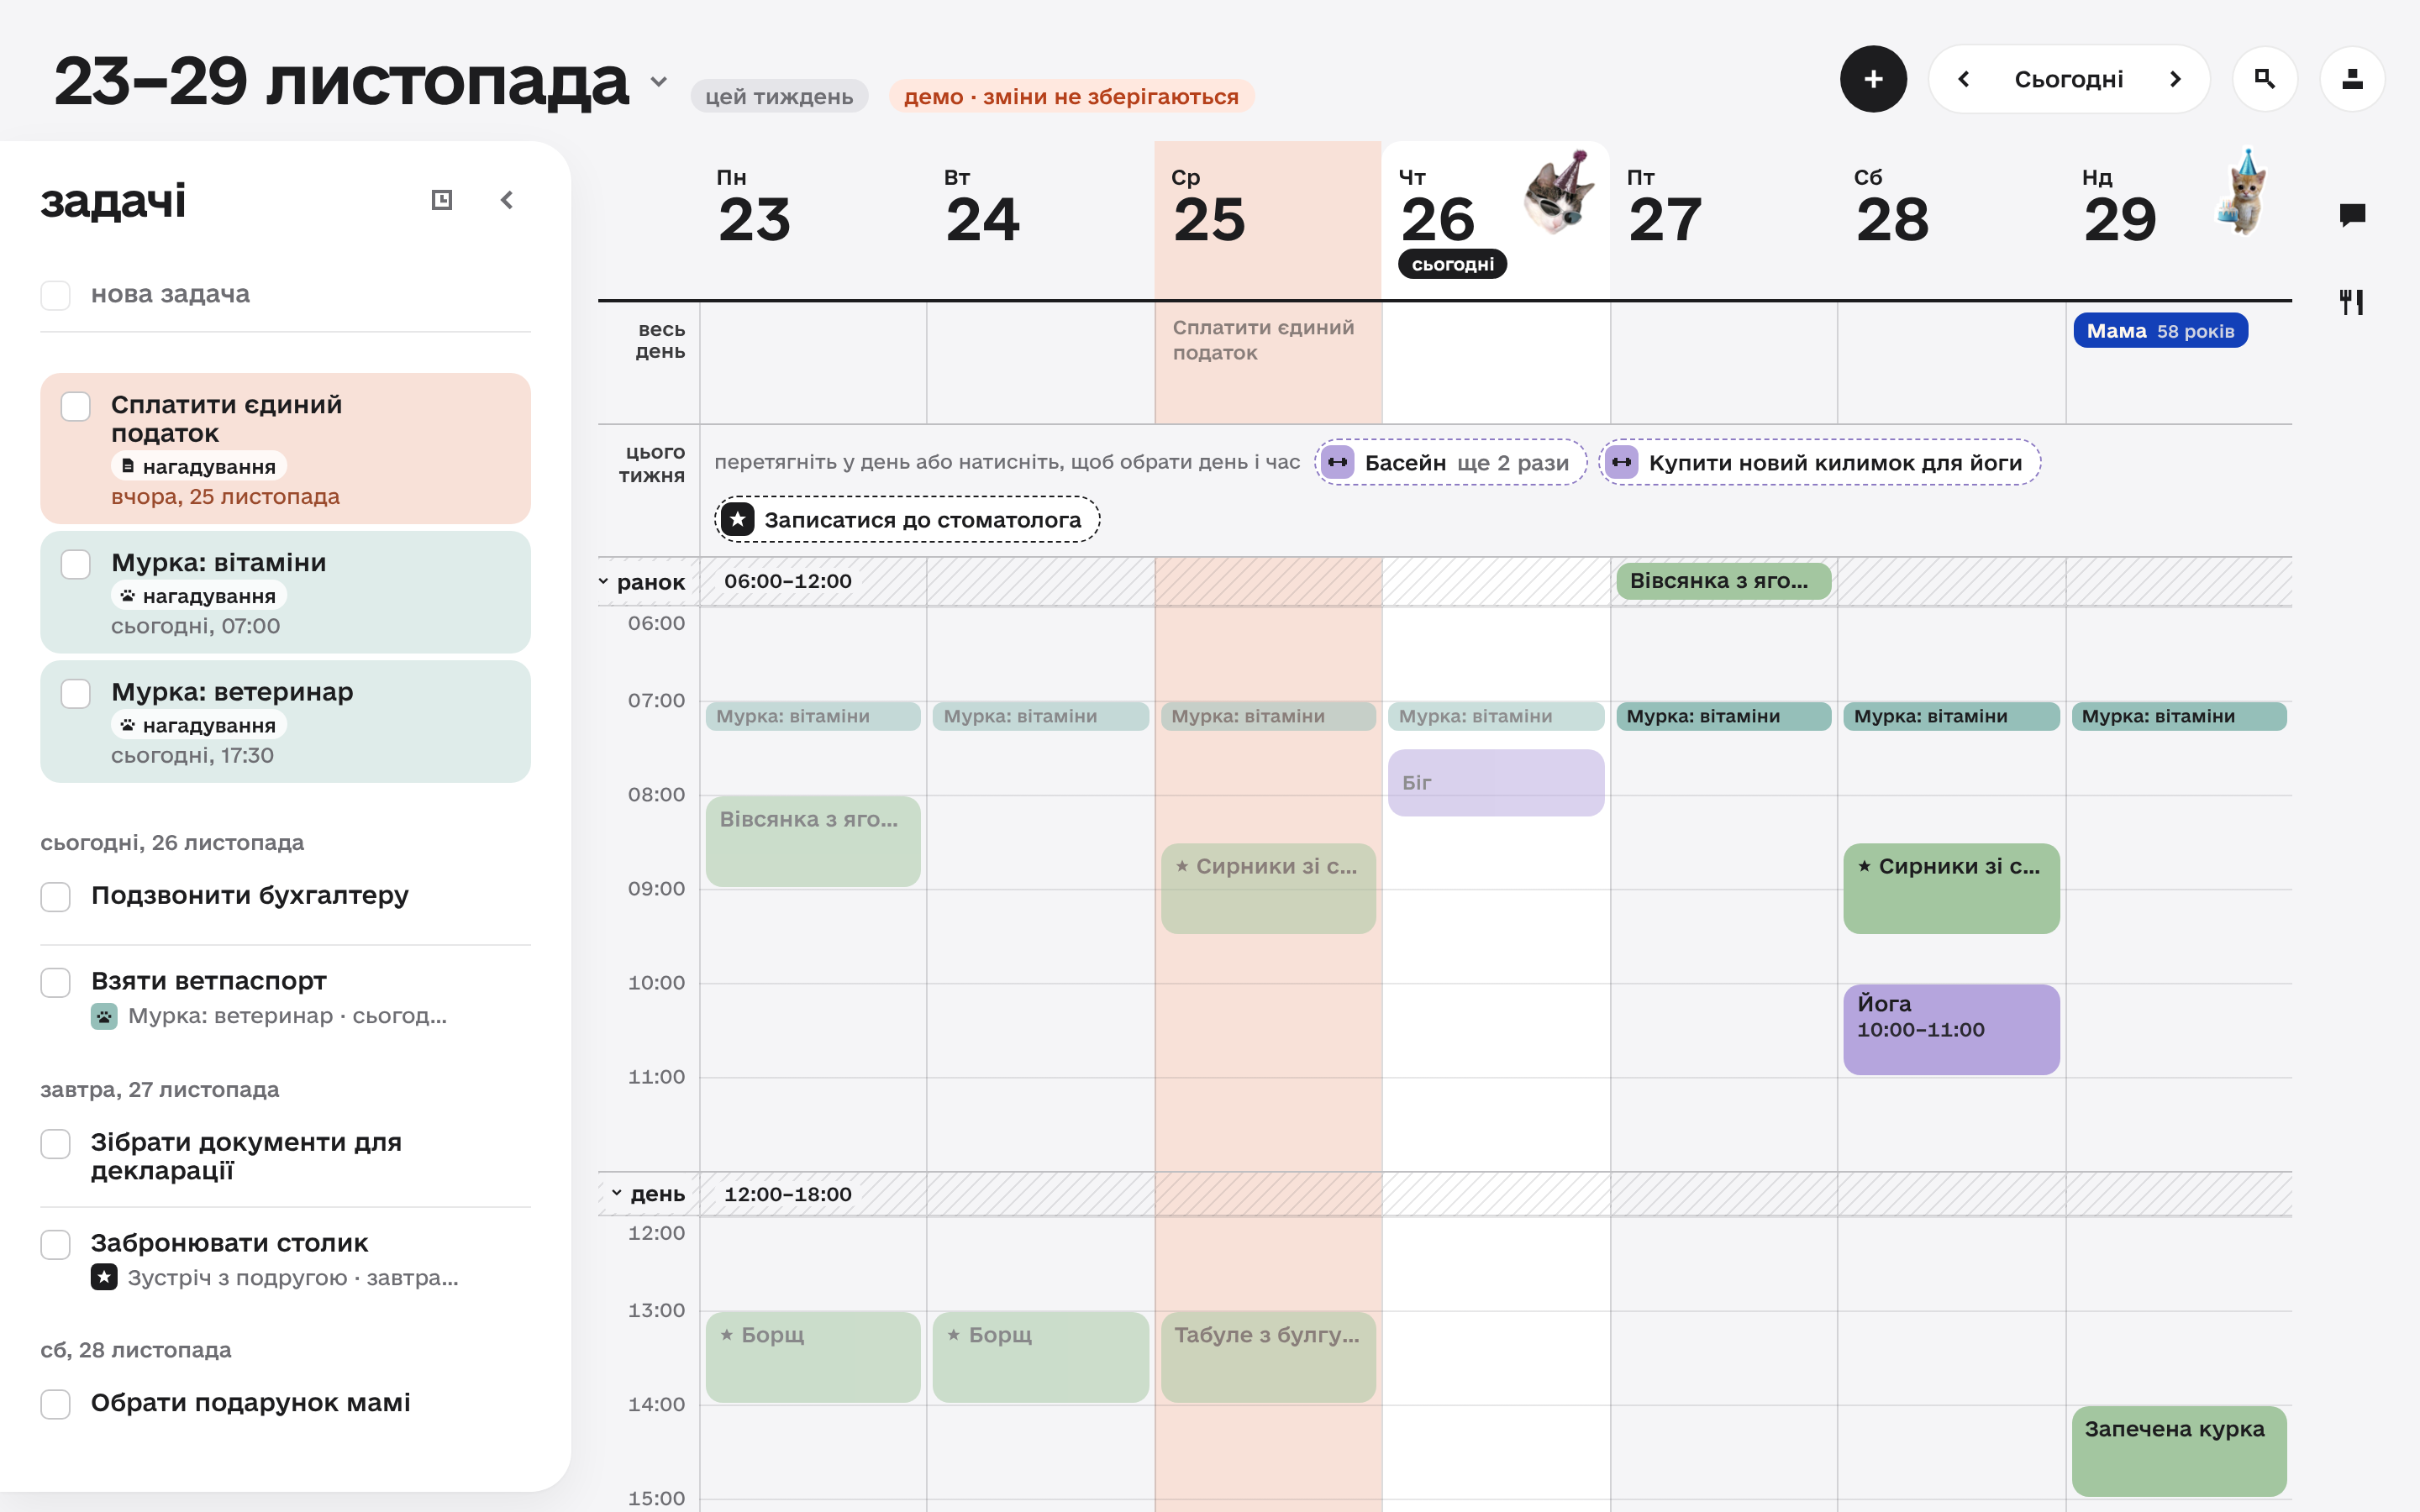 23–29 листопада
цей тиждень
демо · зміни не зберігаються
+
Сьогодні
задачі
нова задача
Сплатити єдиний
податок
нагадування
вчора, 25 листопада
Мурка: вітаміни
нагадування
сьогодні, 07:00
Мурка: ветеринар
нагадування
сьогодні, 17:30
сьогодні, 26 листопада
Подзвонити бухгалтеру
Взяти ветпаспорт
Мурка: ветеринар · сьогод...
завтра, 27 листопада
Зібрати документи для
декларації
Забронювати столик
Зустріч з подругою · завтра...
сб, 28 листопада
Обрати подарунок мамі
Пн
23
Вт
24
Ср
25
Чт
26
сьогодні
Пт
27
Сб
28
Нд
29
весь
день
Сплатити єдиний
податок
Мама 58 років
цього
тижня
перетягніть у день або натисніть, щоб обрати день і час
Басейн ще 2 рази
Купити новий килимок для йоги
Записатися до стоматолога
ранок
06:00–12:00
Вівсянка з яго...
06:00
07:00
Мурка: вітаміни
Мурка: вітаміни
Мурка: вітаміни
Мурка: вітаміни
Мурка: вітаміни
Мурка: вітаміни
Мурка: вітаміни
Біг
08:00
Вівсянка з яго...
Сирники зі с...
Сирники зі с...
09:00
10:00
Йога
10:00–11:00
11:00
день
12:00–18:00
12:00
13:00
Борщ
Борщ
Табуле з булгу...
14:00
Запечена курка
15:00